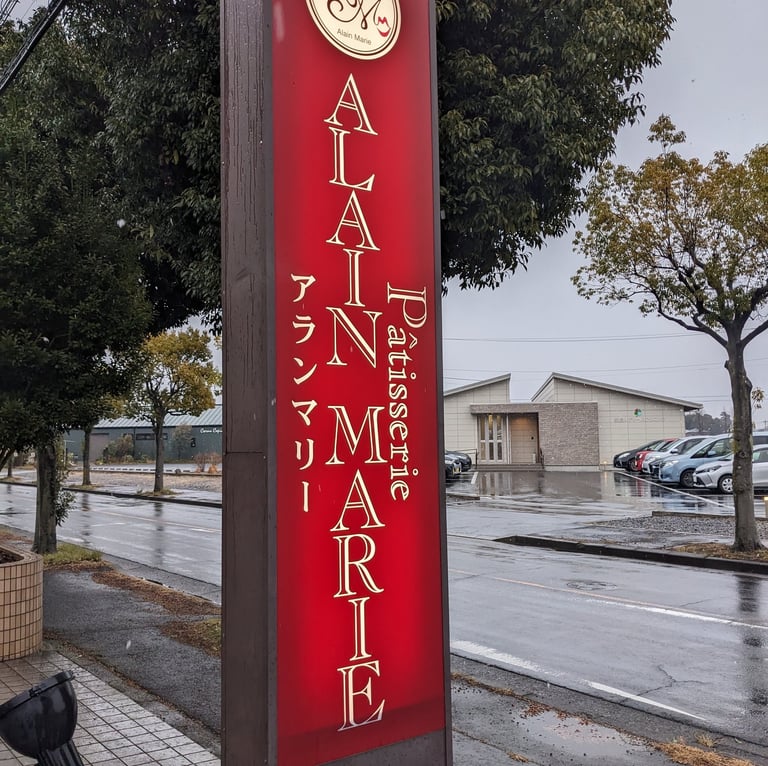 Alain Marie
ALAIN MARIE
Pâtisserie
アランマリー